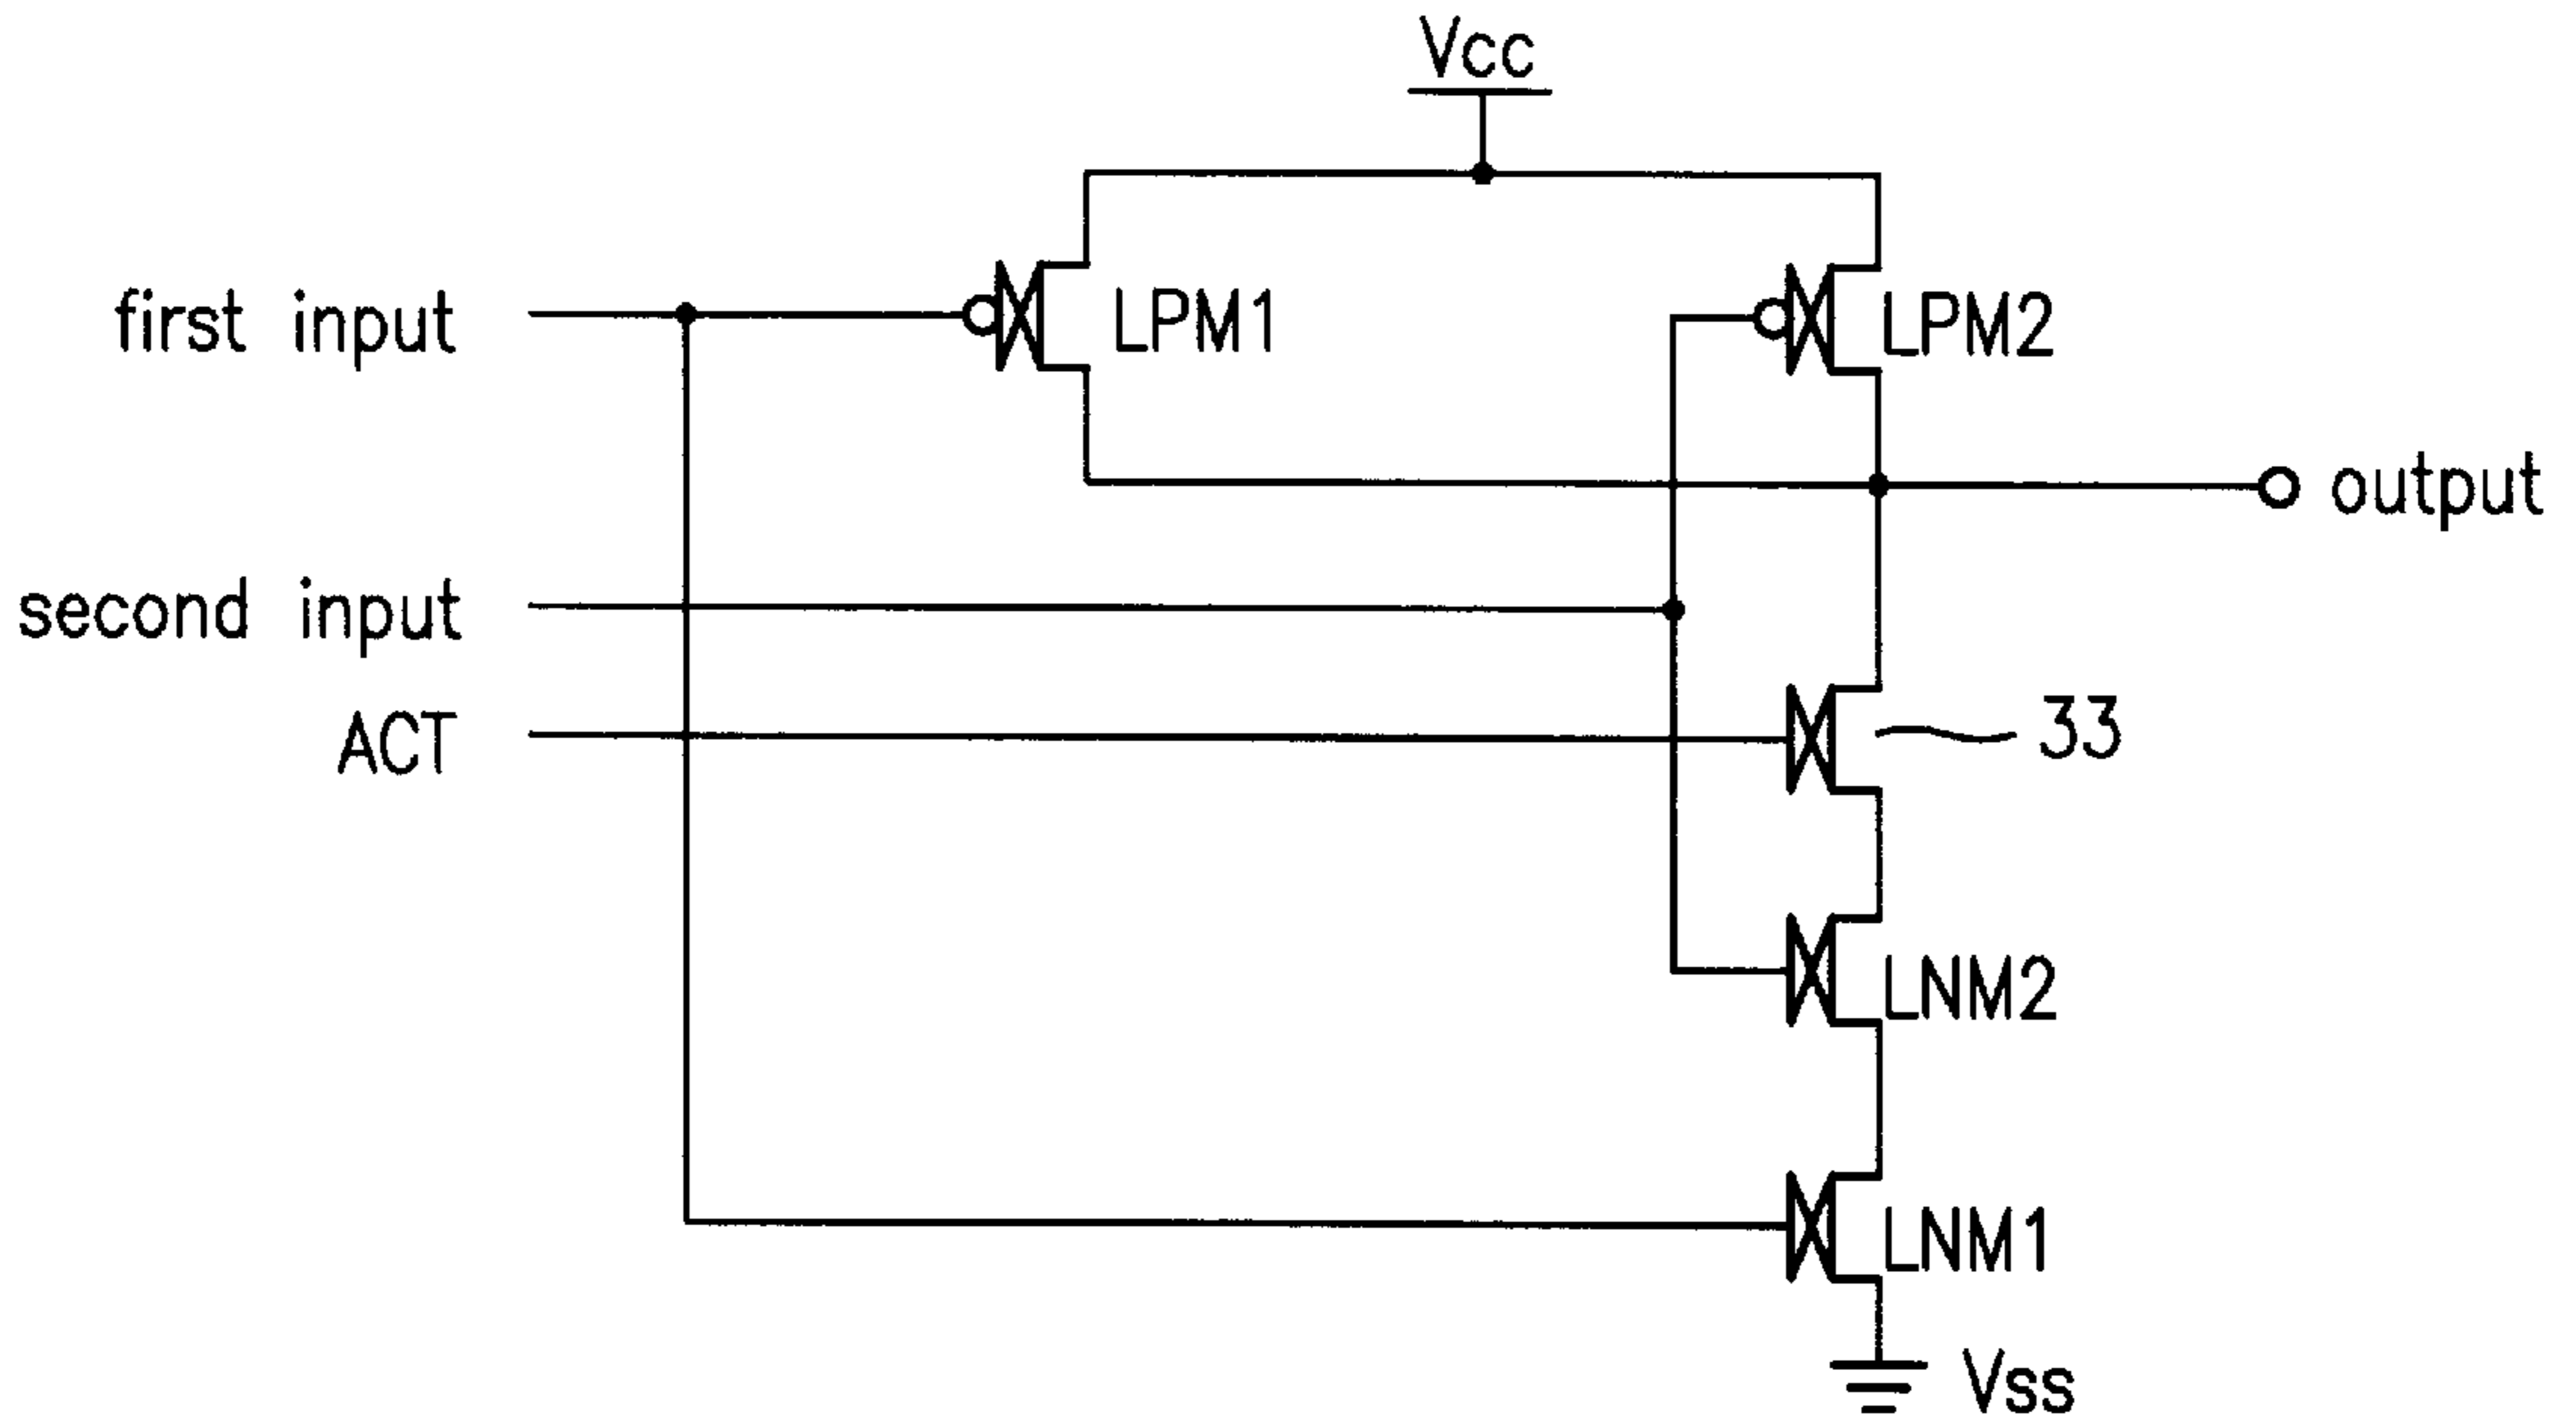 Vcc
first input
LPM1
LPM2
output
second input
ACT
33
LNM2
LNM1
Vss